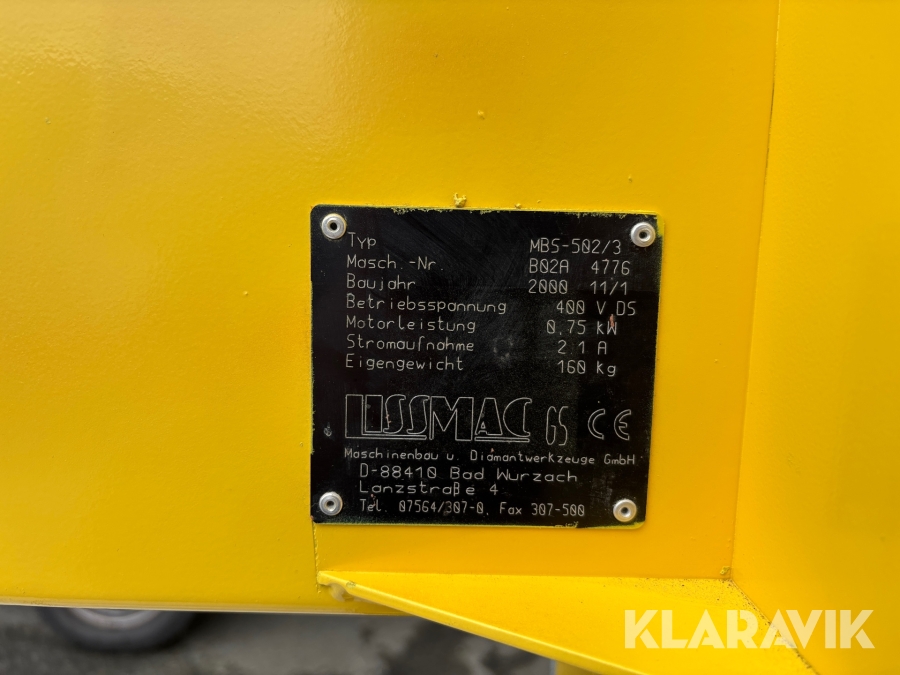 Typ MBS-502/3
Masch.-Nr. B02A 4776
Baujahr 2000 11/1
Betriebsspannung 400 V DS
Motorleistung 0,75 kW
Stromaufnahme 2.1 A
Eigengewicht 160 kg
LISSMAC GS CE
Maschinenbau u. Diamantwerkzeuge GmbH
D-88410 Bad Wurzach
Lanzstraße 4
Tel. 07564/307-0, Fax 307-500
KLARAVIK